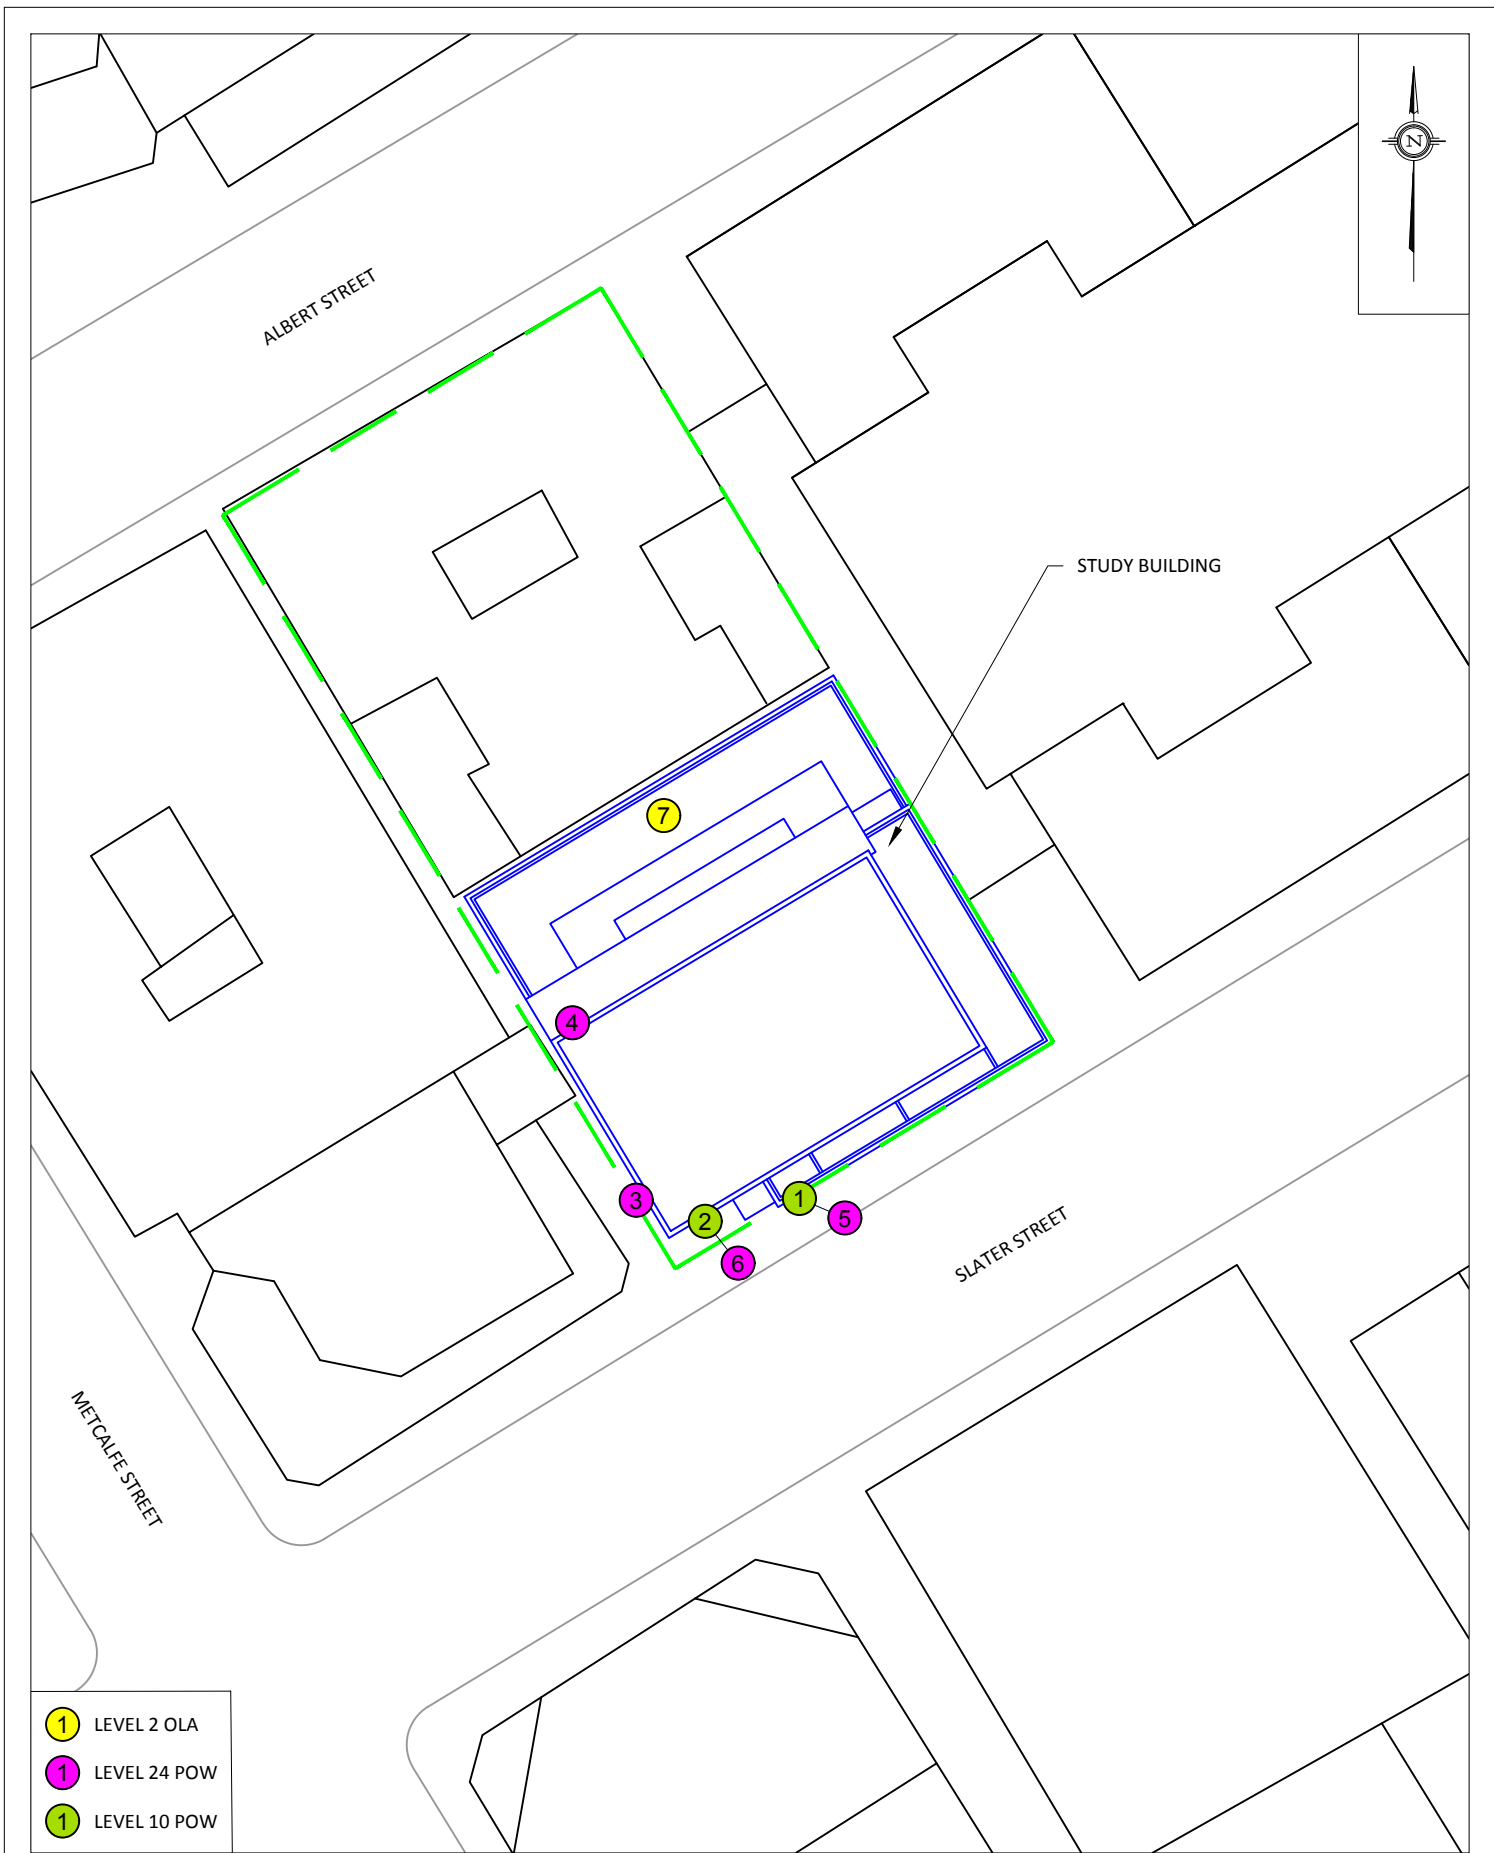 N
ALBERT STREET
STUDY BUILDING
7
4
3
2
1
5
6
SLATER STREET
METCALFE STREET
1 LEVEL 2 OLA
1 LEVEL 24 POW
1 LEVEL 10 POW